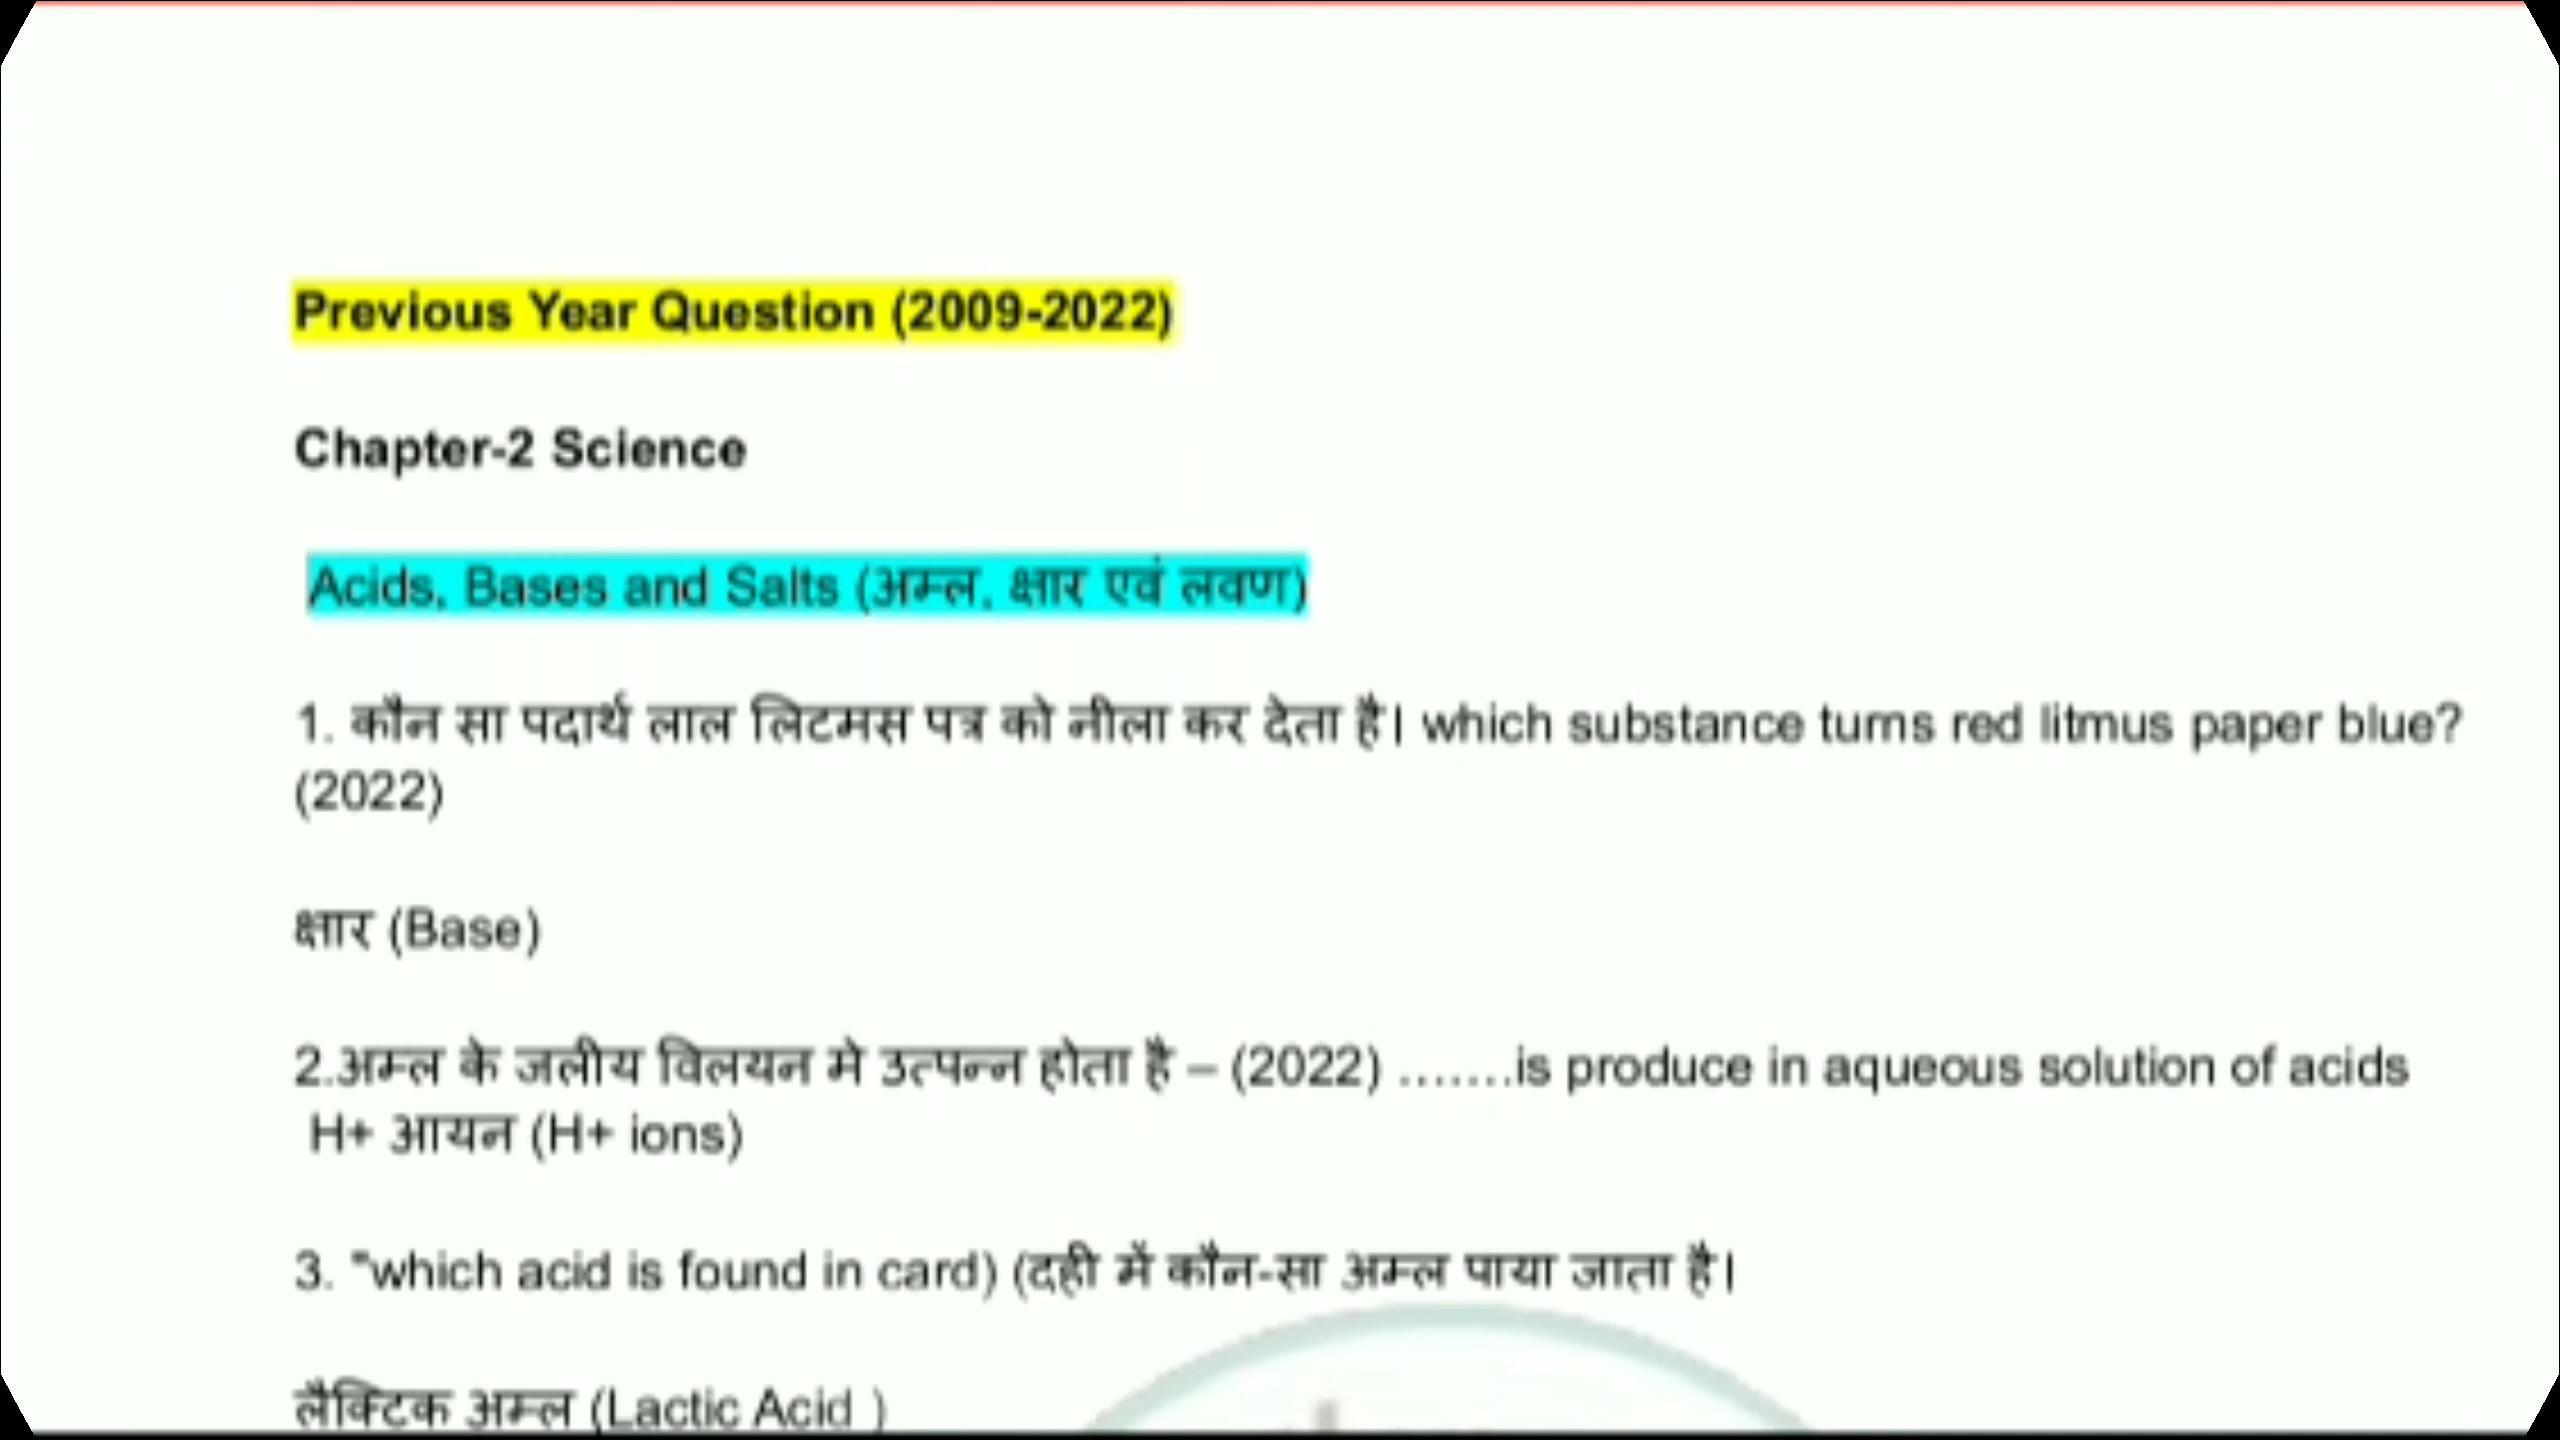 Previous Year Question (2009-2022)
Chapter-2 Science
Acids, Bases and Salts (अम्ल, क्षार एवं लवण)
1. कौन सा पदार्थ लाल लिटमस पत्र को नीला कर देता है। which substance turns red litmus paper blue?
(2022)
क्षार (Base)
2.अम्ल के जलीय विलयन मे उत्पन्न होता है – (2022) …….is produce in aqueous solution of acids
H+ आयन (H+ ions)
3. "which acid is found in card) (दही में कौन-सा अम्ल पाया जाता है।
लैक्टिक अम्ल (Lactic Acid )